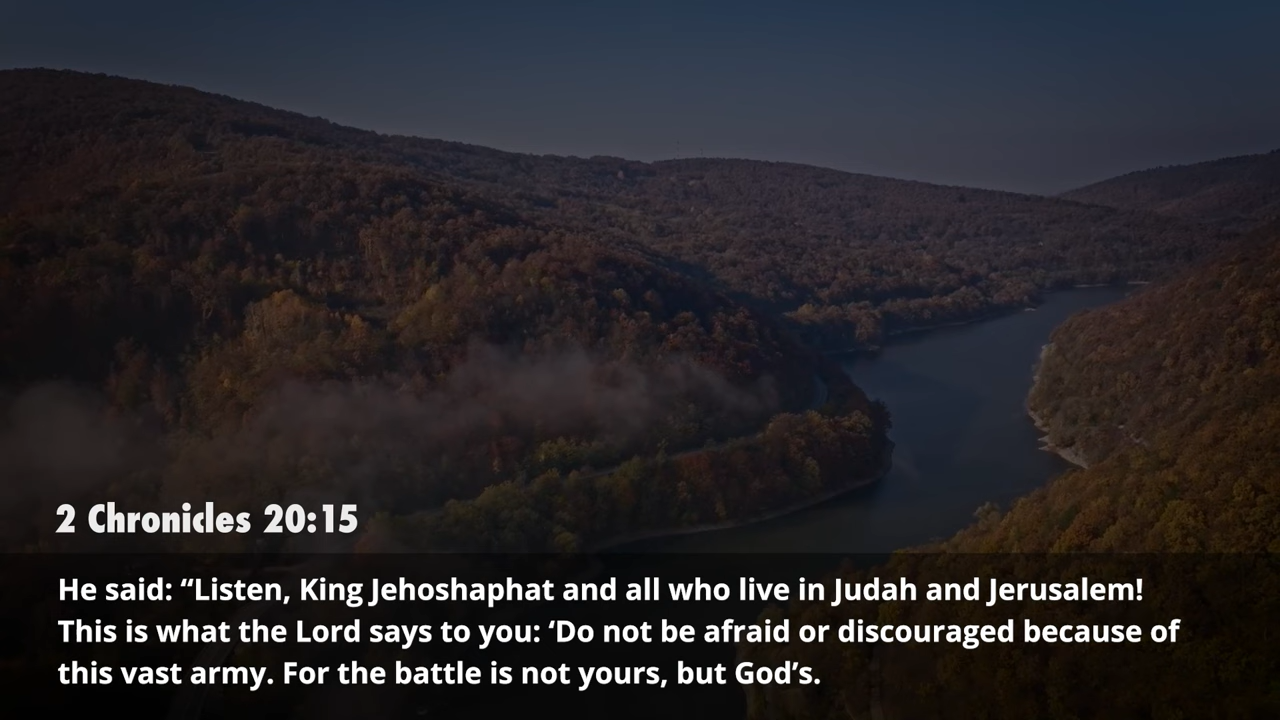 2 Chronicles 20:15
He said: “Listen, King Jehoshaphat and all who live in Judah and Jerusalem!
This is what the Lord says to you: ‘Do not be afraid or discouraged because of
this vast army. For the battle is not yours, but God’s.